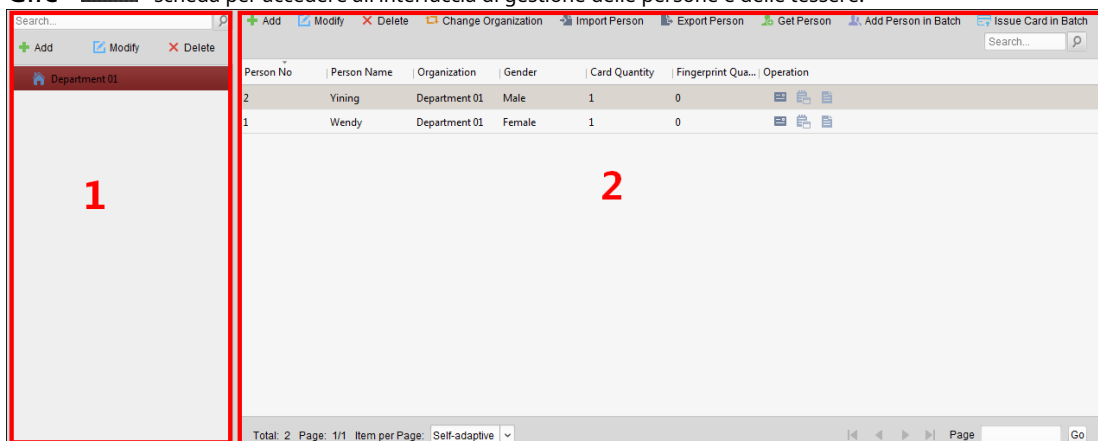 scheda per accedere all'interfaccia di gestione delle persone e delle tessere.
Search...
Add Modify Delete
Department 01
1
Add Modify Delete Change Organization Import Person Export Person Get Person Add Person in Batch Issue Card in Batch
Search...
Person No Person Name Organization Gender Card Quantity Fingerprint Qua... Operation
2 Yining Department 01 Male 1 0
1 Wendy Department 01 Female 1 0
2
Total: 2 Page: 1/1 Item per Page: Self-adaptive Page Go